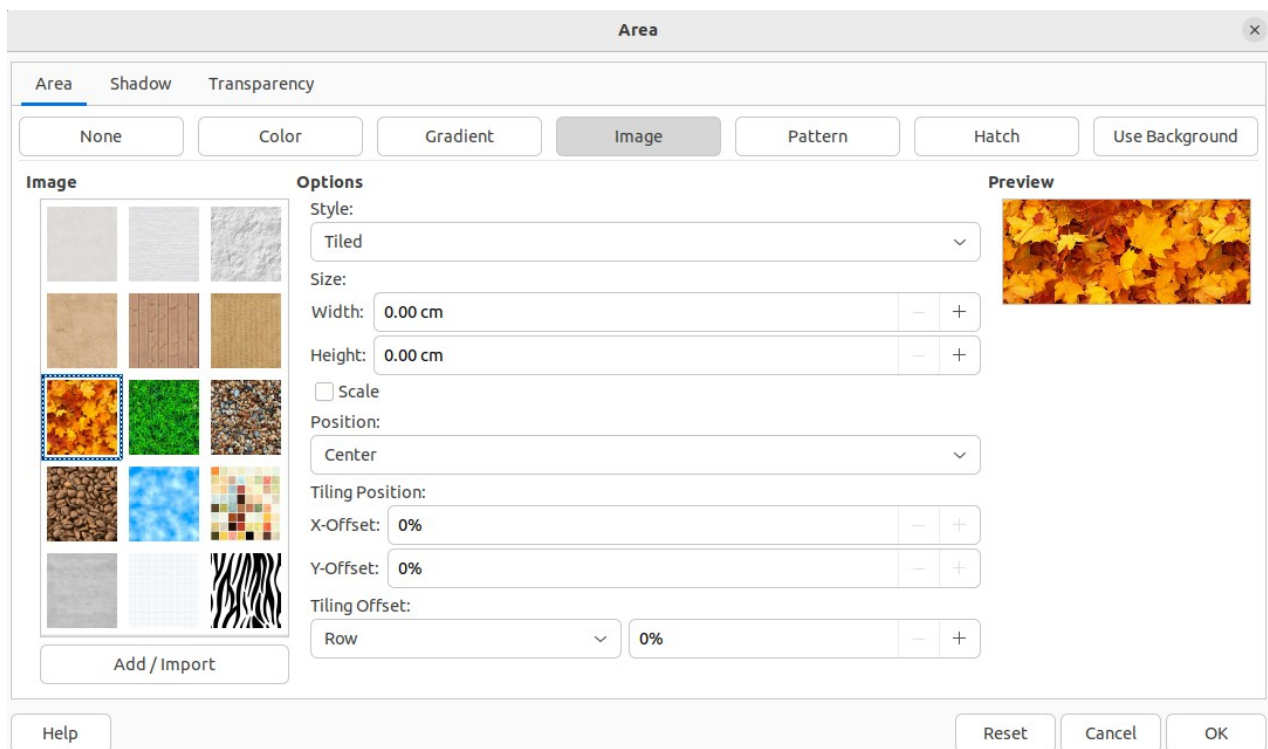 Area
Area Shadow Transparency
None Color Gradient Image Pattern Hatch Use Background
Image
Options
Style:
Tiled
Size:
Width: 0.00 cm
Height: 0.00 cm
Scale
Position:
Center
Tiling Position:
X-Offset: 0%
Y-Offset: 0%
Tiling Offset:
Row 0%
Preview
Add / Import
Help Reset Cancel OK